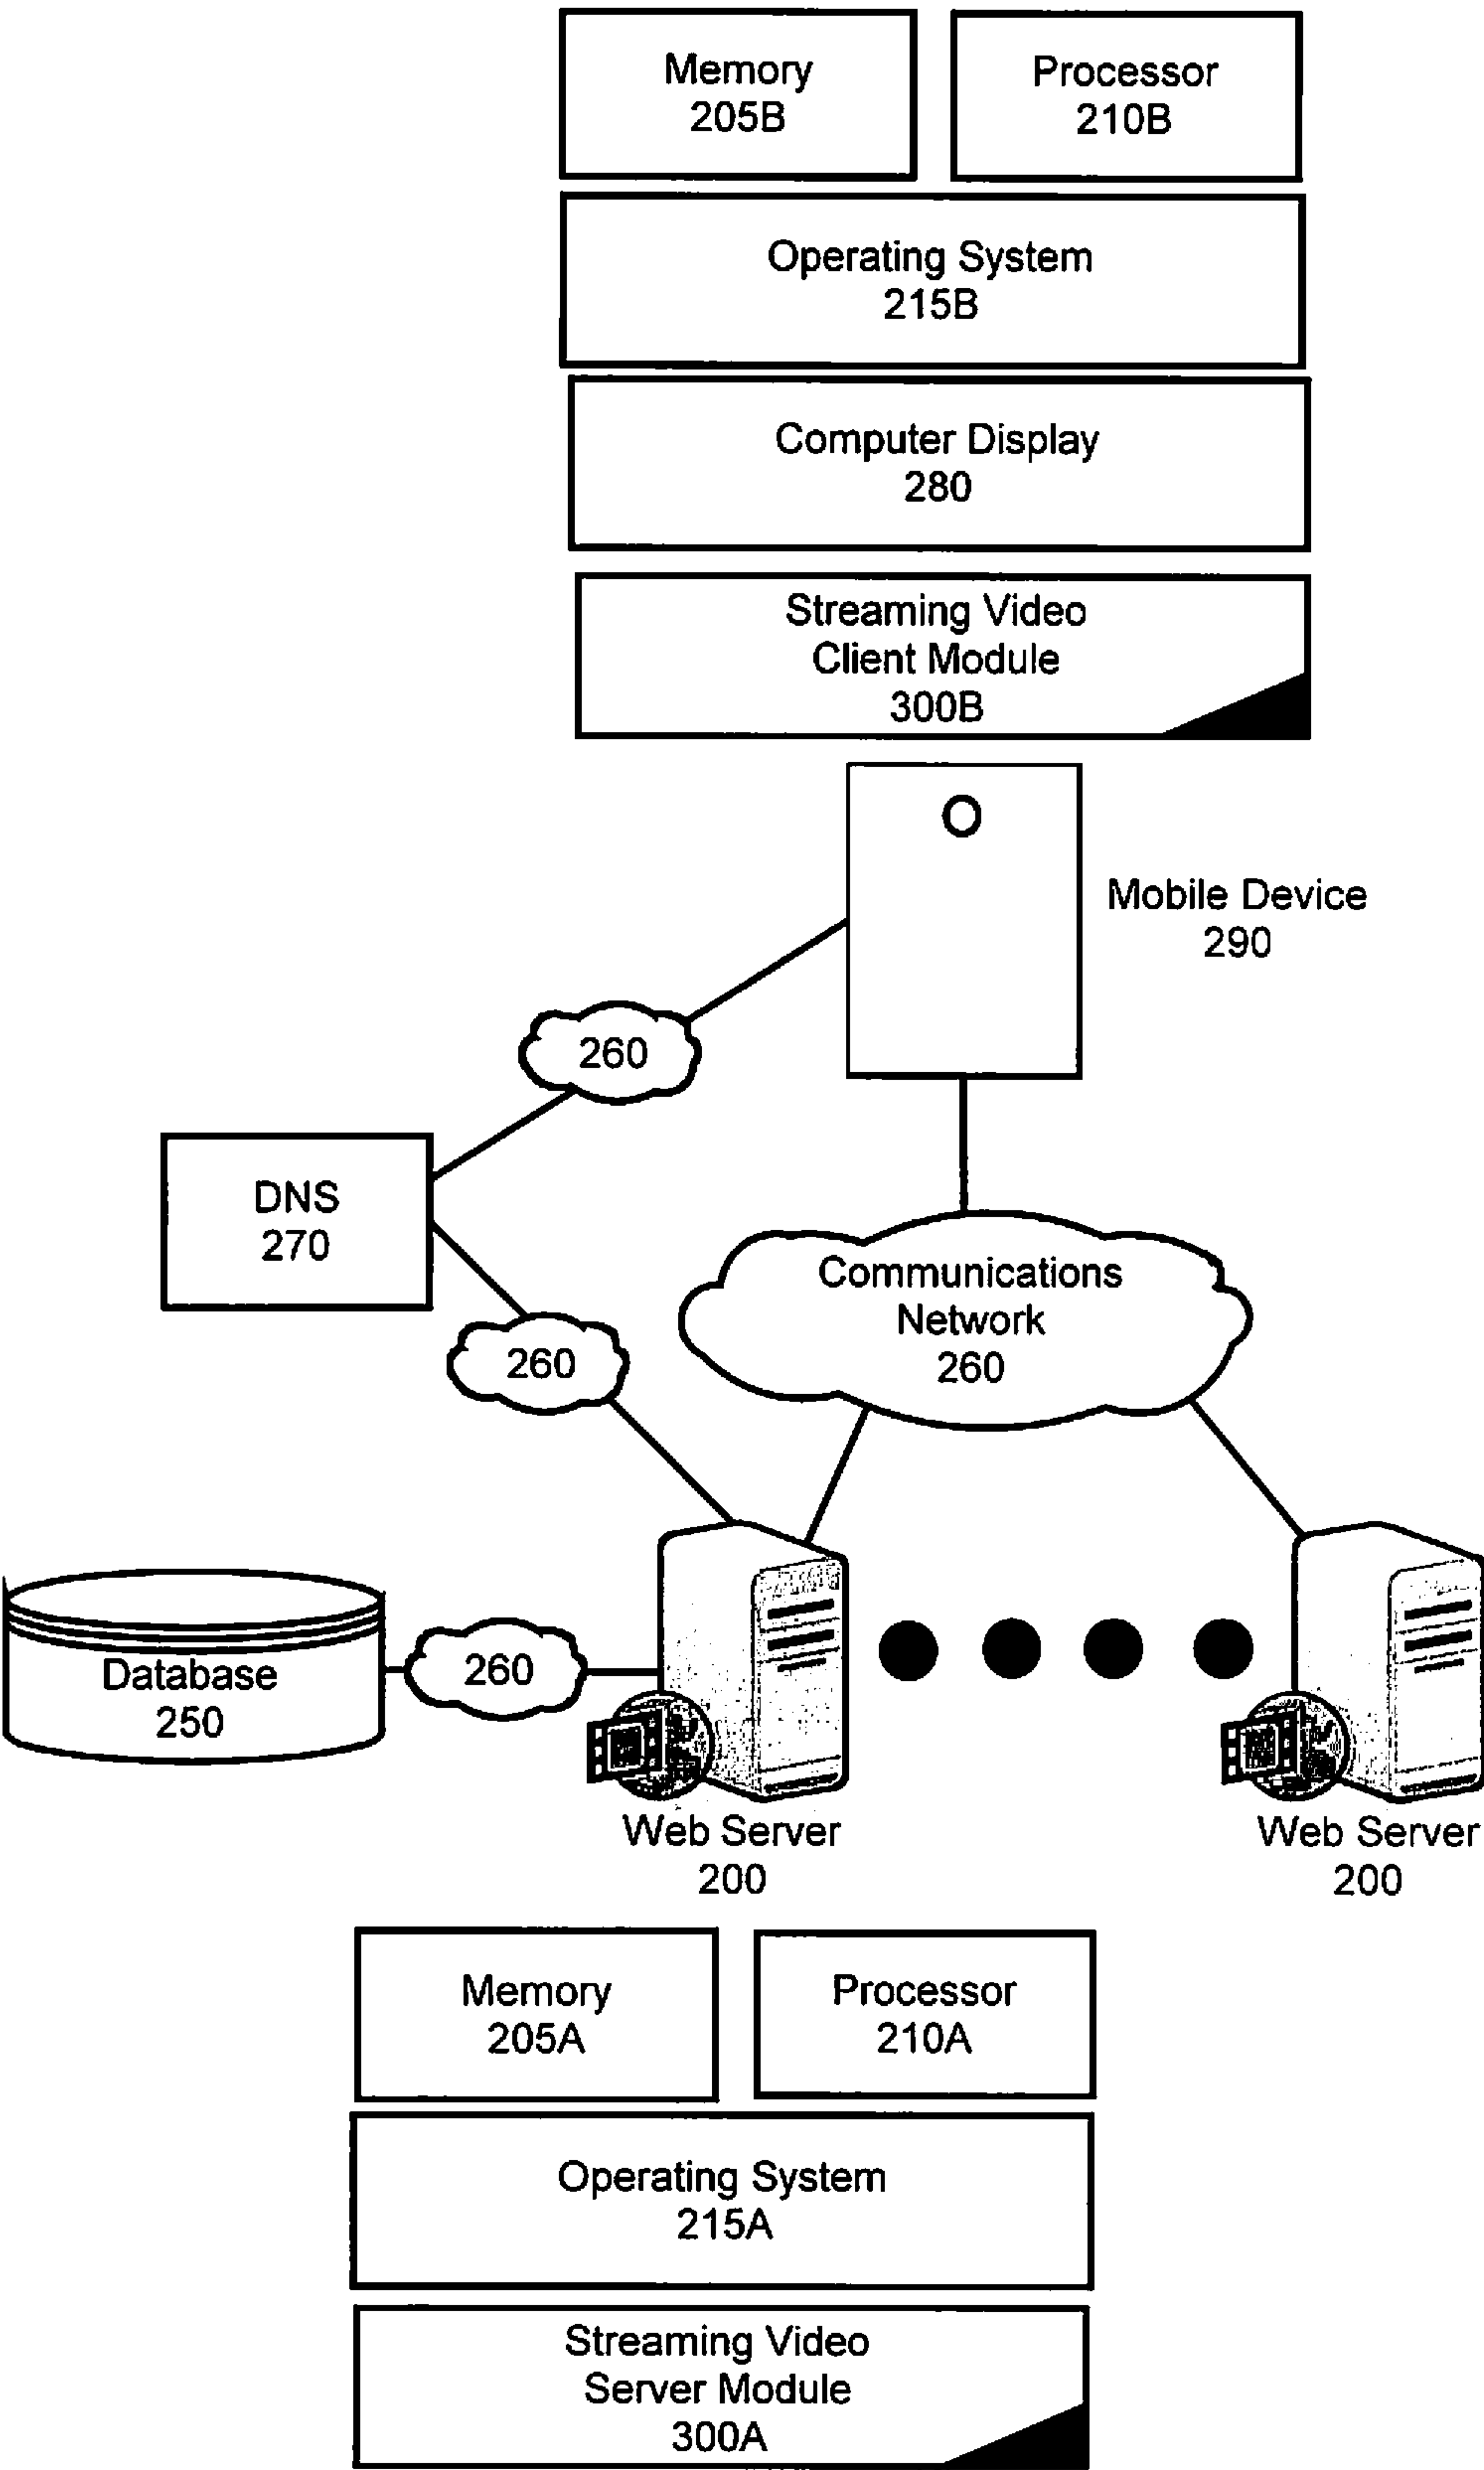 Memory
205B
Processor
210B
Operating System
215B
Computer Display
280
Streaming Video
Client Module
300B
Mobile Device
290
260
DNS
270
Communications
Network
260
260
Database
250
260
Web Server
200
Web Server
200
Memory
205A
Processor
210A
Operating System
215A
Streaming Video
Server Module
300A